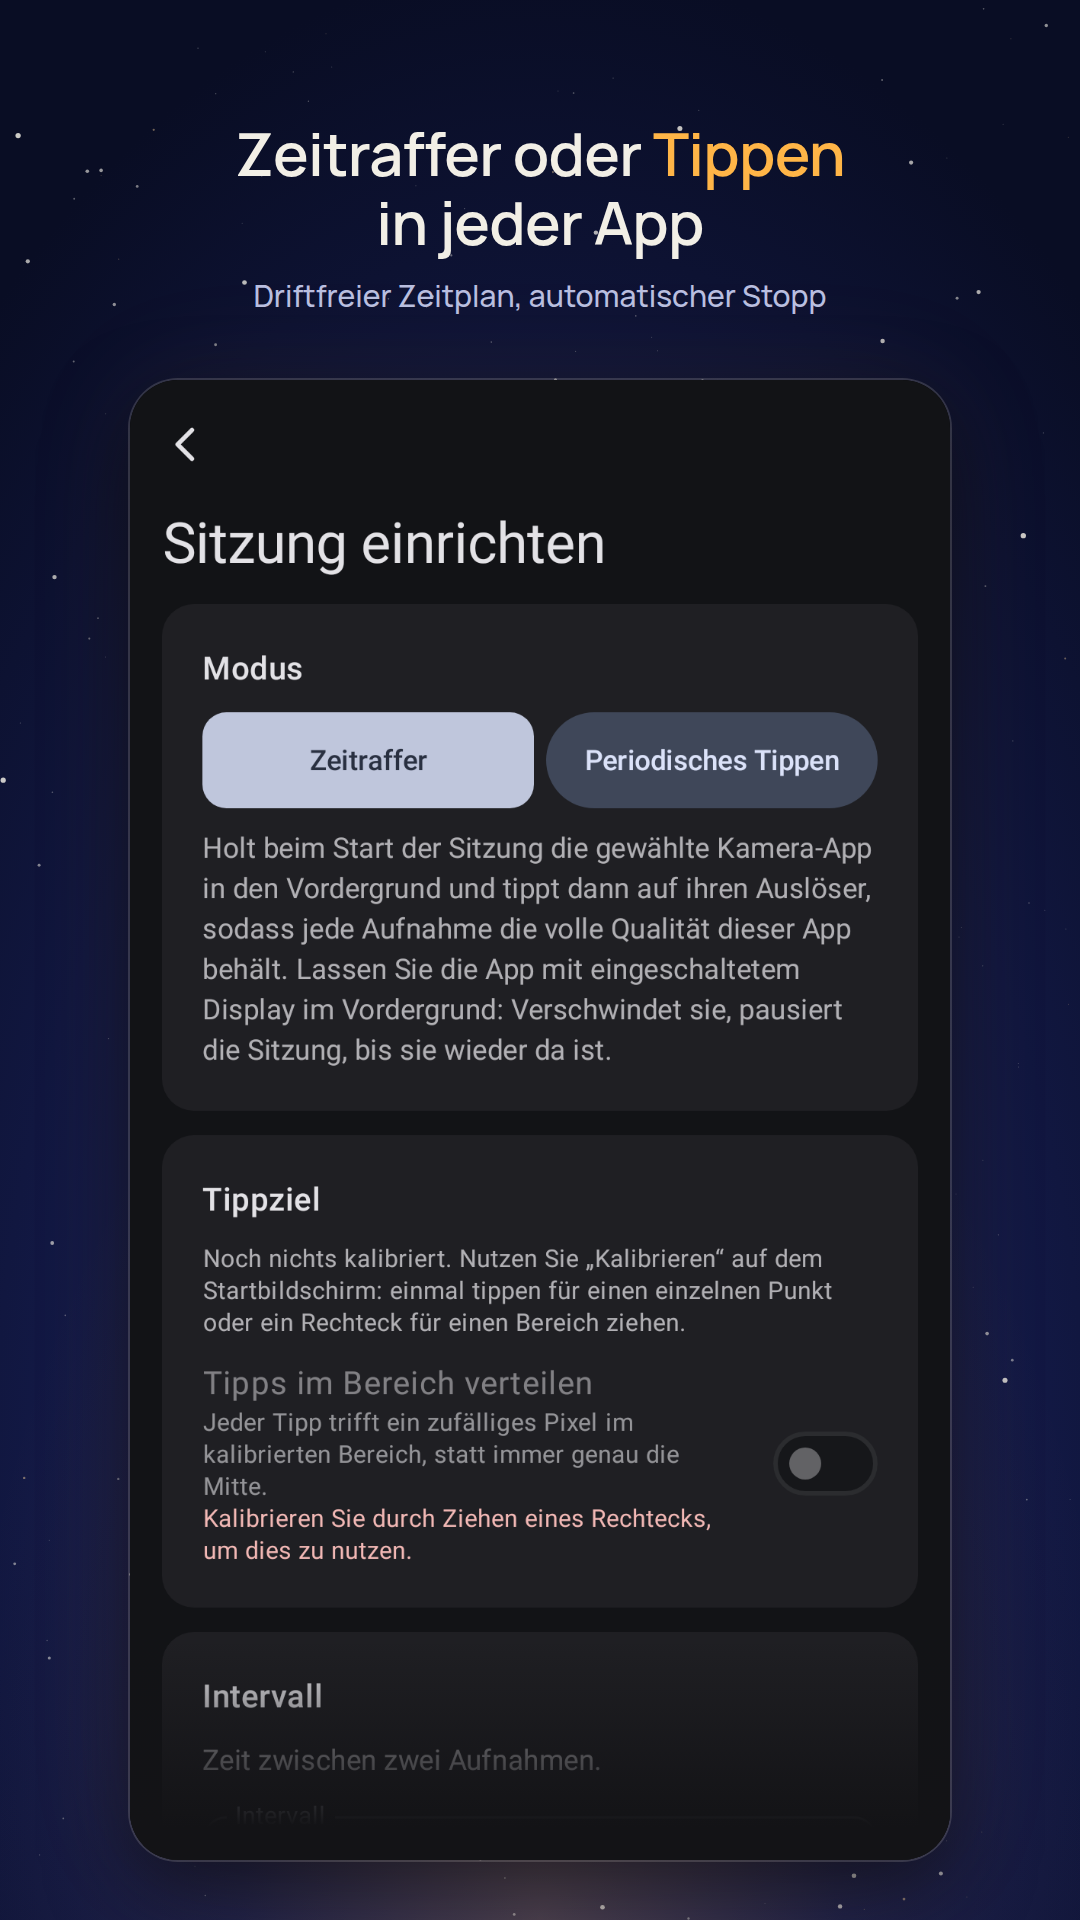 Zeitraffer oder Tippen
in jeder App
Driftfreier Zeitplan, automatischer Stopp
Sitzung einrichten
Modus
Zeitraffer
Periodisches Tippen
Holt beim Start der Sitzung die gewählte Kamera-App
in den Vordergrund und tippt dann auf ihren Auslöser,
sodass jede Aufnahme die volle Qualität dieser App
behält. Lassen Sie die App mit eingeschaltetem
Display im Vordergrund: Verschwindet sie, pausiert
die Sitzung, bis sie wieder da ist.
Tippziel
Noch nichts kalibriert. Nutzen Sie „Kalibrieren“ auf dem
Startbildschirm: einmal tippen für einen einzelnen Punkt
oder ein Rechteck für einen Bereich ziehen.
Tipps im Bereich verteilen
Jeder Tipp trifft ein zufälliges Pixel im
kalibrierten Bereich, statt immer genau die
Mitte.
Kalibrieren Sie durch Ziehen eines Rechtecks,
um dies zu nutzen.
Intervall
Zeit zwischen zwei Aufnahmen.
Intervall